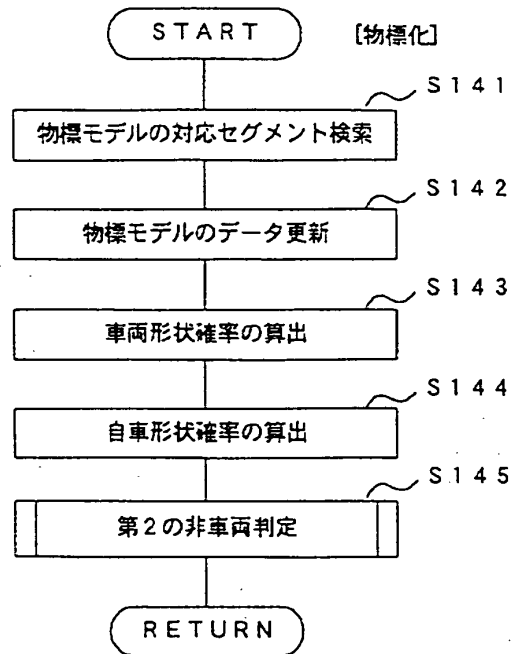 START
[物標化]
S141
物標モデルの対応セグメント検索
S142
物標モデルのデータ更新
S143
車両形状確率の算出
S144
自車形状確率の算出
S145
第2の非車両判定
RETURN